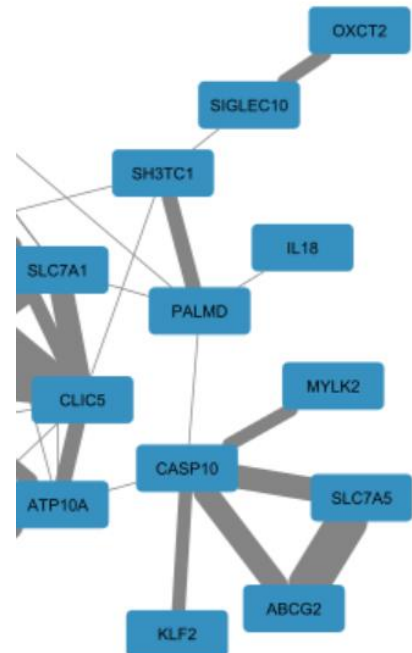 OXCT2
SIGLEC10
SH3TC1
IL18
SLC7A1
PALMD
MYLK2
CLIC5
CASP10
SLC7A5
ATP10A
ABCG2
KLF2